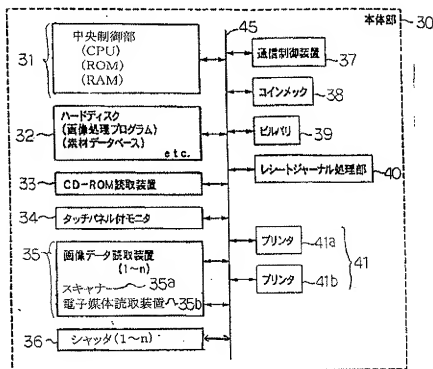 本体部 30
45
31
中央制御部
(CPU)
(ROM)
(RAM)
32
ハードディスク
(画像処理プログラム)
(素材データベース)
etc.
33
CD-ROM読取装置
34
タッチパネル付モニタ
35
画像データ読取装置
(1~n)
スキャナー 35a
電子媒体読取装置 35b
36
シャッタ(1~n)
通信制御装置
37
コインメック
38
ビルバリ
39
レシートジャーナル処理部
40
プリンタ
41a
プリンタ
41b
41